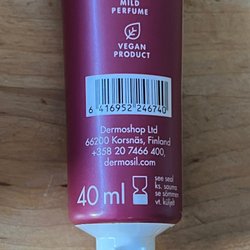 MILD
PERFUME
VEGAN
PRODUCT
6 416952 246740
Dermoshop Ltd
66200 Korsnäs, Finland
+358 20 7466 400,
dermosil.com
40 ml
see seal
ks. sauma
se sömmen
vt. küljelt